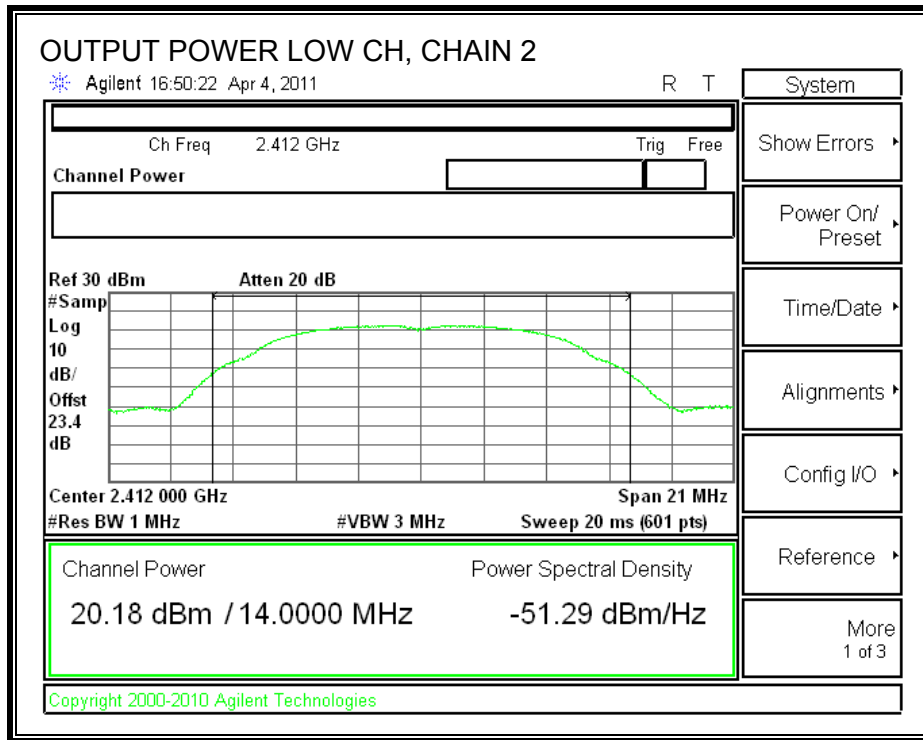 OUTPUT POWER LOW CH, CHAIN 2
Agilent 16:50:22 Apr 4, 2011 R T
System
Ch Freq 2.412 GHz Trig Free
Show Errors
Channel Power
Power On/
Preset
Ref 30 dBm Atten 20 dB
#Samp
Log
10
dB/
Offst
23.4
dB
Time/Date
Alignments
Config I/O
Center 2.412 000 GHz Span 21 MHz
#Res BW 1 MHz #VBW 3 MHz Sweep 20 ms (601 pts)
Channel Power Power Spectral Density
Reference
20.18 dBm / 14.0000 MHz -51.29 dBm/Hz
More
1 of 3
Copyright 2000-2010 Agilent Technologies